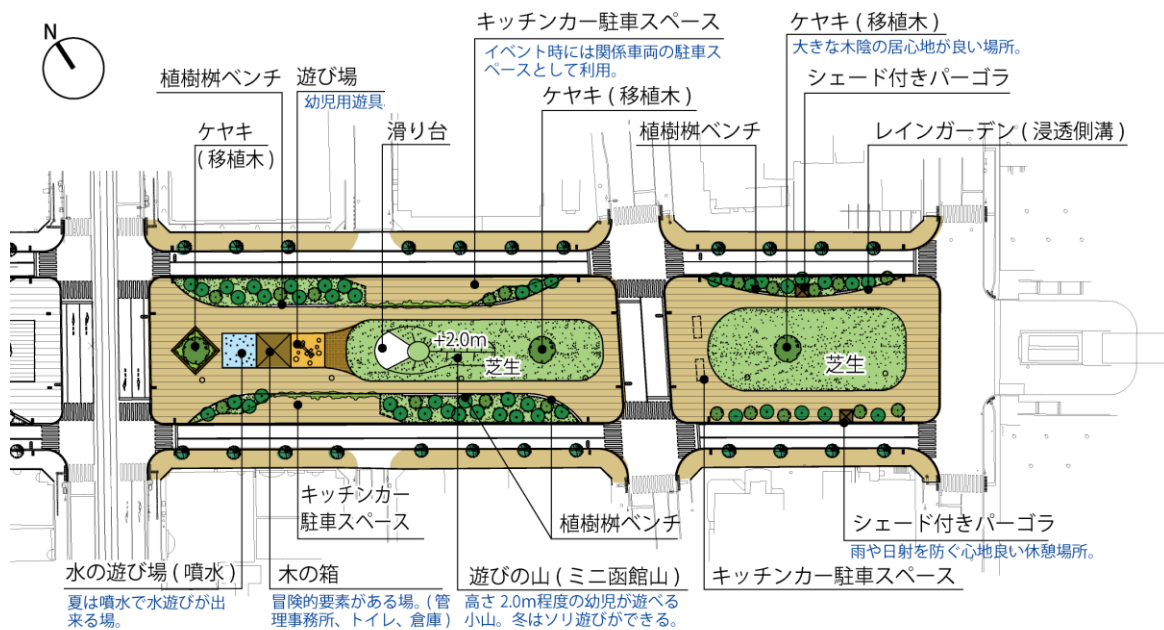 N
キッチンカー駐車スペース
イベント時には関係車両の駐車ス
ペースとして利用。
ケヤキ(移植木)
大きな木陰の居心地が良い場所。
植樹桝ベンチ
遊び場
幼児用遊具
シェード付きパーゴラ
ケヤキ(移植木)
ケヤキ
(移植木)
滑り台
植樹桝ベンチ
レインガーデン(浸透側溝)
+2.0m
芝生
芝生
キッチンカー
駐車スペース
植樹桝ベンチ
シェード付きパーゴラ
雨や日射を防ぐ心地良い休憩場所。
水の遊び場(噴水)
夏は噴水で水遊びが出
来る場。
木の箱
冒険的要素がある場。(管
理事務所、トイレ、倉庫)
遊びの山(ミニ函館山)
高さ 2.0m程度の幼児が遊べる
小山。冬はソリ遊びができる。
キッチンカー駐車スペース